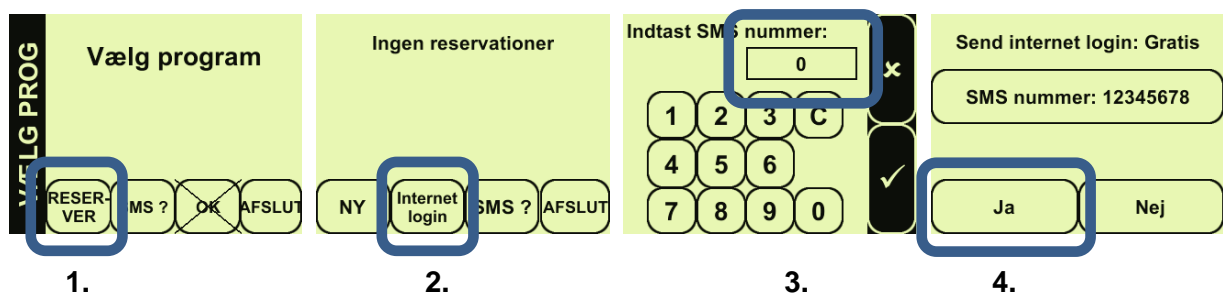 VÆLG PROG
Vælg program
RESER-
VER
SMS ?
OK
AFSLUT
1.
Ingen reservationer
NY
Internet
login
SMS ?
AFSLUT
2.
Indtast SMS nummer:
0
1 2 3 C
4 5 6
7 8 9 0
3.
Send internet login: Gratis
SMS nummer: 12345678
Ja
Nej
4.